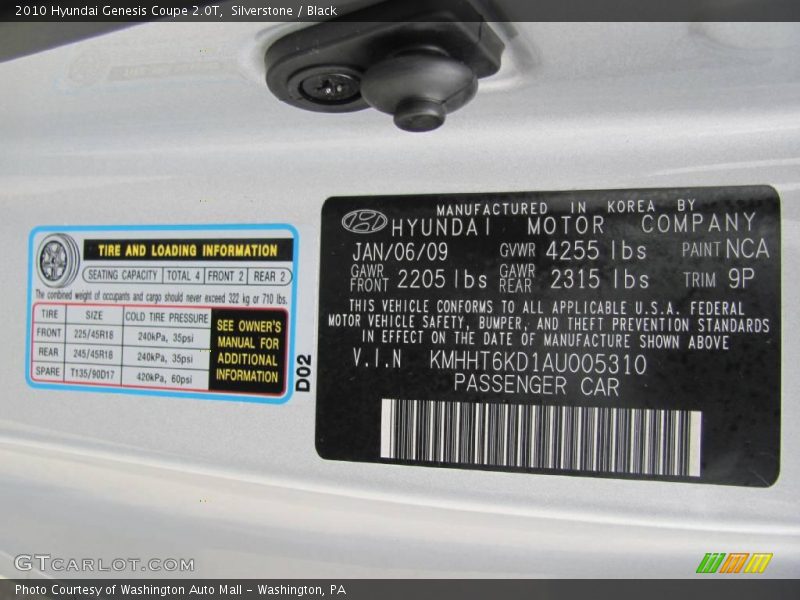 2010 Hyundai Genesis Coupe 2.0T,  Silverstone / Black
TIRE AND LOADING INFORMATION
SEATING CAPACITY TOTAL 4 FRONT 2 REAR 2
The combined weight of occupants and cargo should never exceed 322 kg or 710 lbs.
TIRE SIZE COLD TIRE PRESSURE
FRONT 225/45R18 240kPa, 35psi
REAR 245/45R18 240kPa, 35psi
SPARE T135/90D17 420kPa, 60psi
SEE OWNER'S
MANUAL FOR
ADDITIONAL
INFORMATION
D02
MANUFACTURED IN KOREA BY
HYUNDAI MOTOR COMPANY
JAN/06/09 GVWR 4255 lbs PAINT NCA
GAWR FRONT 2205 lbs GAWR REAR 2315 lbs TRIM 9P
THIS VEHICLE CONFORMS TO ALL APPLICABLE U.S.A. FEDERAL
MOTOR VEHICLE SAFETY, BUMPER, AND THEFT PREVENTION STANDARDS
IN EFFECT ON THE DATE OF MANUFACTURE SHOWN ABOVE
V.I.N KMHHT6KD1AU005310
PASSENGER CAR
GTCARLOT.COM
Photo Courtesy of Washington Auto Mall - Washington, PA